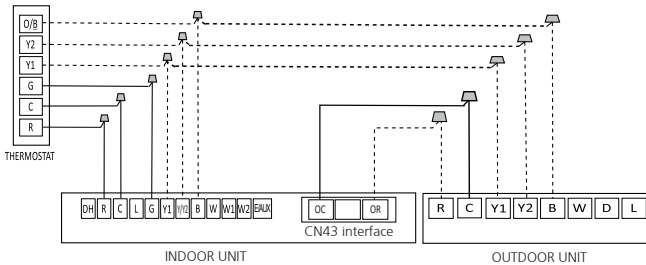 O/B
Y2
Y1
G
C
R
THERMOSTAT
DH R C L G Y1 Y/Y2 B W W1 W2 E/AUX
OC OR
CN43 interface
INDOOR UNIT
R C Y1 Y2 B W D L
OUTDOOR UNIT